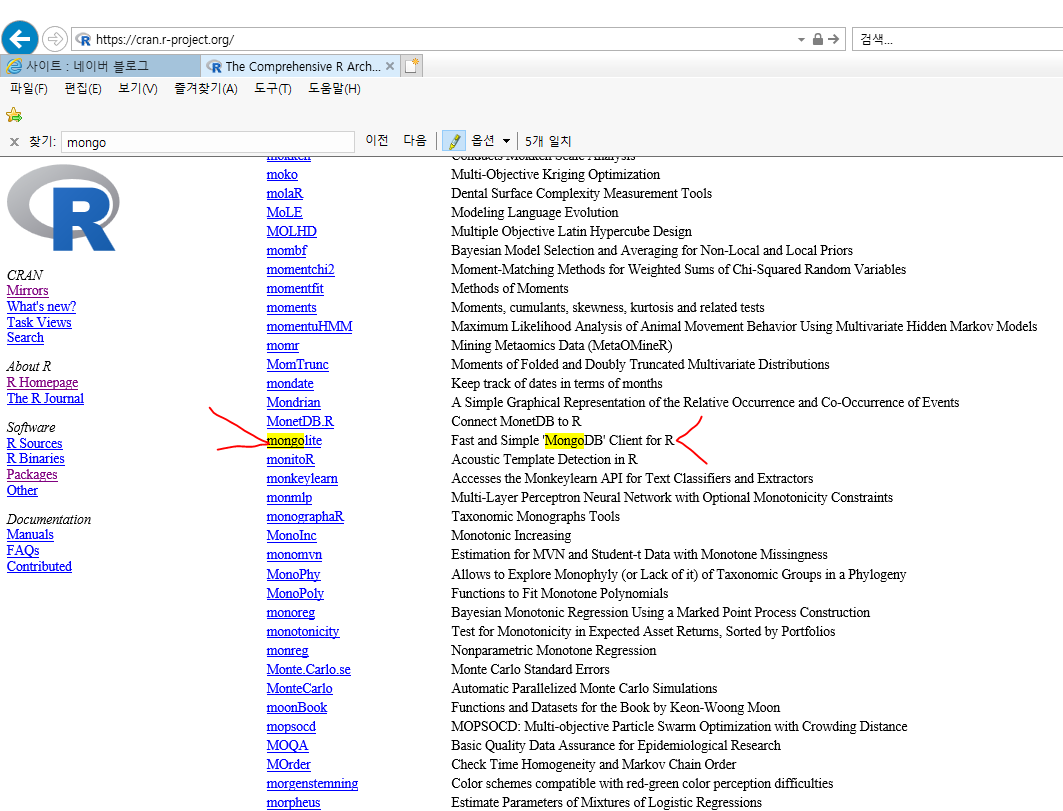 https://cran.r-project.org/
검색...
사이트 : 네이버 블로그
The Comprehensive R Arch...
파일(F) 편집(E) 보기(V) 즐겨찾기(A) 도구(T) 도움말(H)
찾기: mongo 이전 다음 옵션 5개 일치
R
CRAN
Mirrors
What's new?
Task Views
Search
About R
R Homepage
The R Journal
Software
R Sources
R Binaries
Packages
Other
Documentation
Manuals
FAQs
Contributed
mokken Conducts Mokken Scale Analysis
moko Multi-Objective Kriging Optimization
molaR Dental Surface Complexity Measurement Tools
MoLE Modeling Language Evolution
MOLHD Multiple Objective Latin Hypercube Design
mombf Bayesian Model Selection and Averaging for Non-Local and Local Priors
momentchi2 Moment-Matching Methods for Weighted Sums of Chi-Squared Random Variables
momentfit Methods of Moments
moments Moments, cumulants, skewness, kurtosis and related tests
momentuHMM Maximum Likelihood Analysis of Animal Movement Behavior Using Multivariate Hidden Markov Models
momr Mining Metaomics Data (MetaOMineR)
MomTrunc Moments of Folded and Doubly Truncated Multivariate Distributions
mondate Keep track of dates in terms of months
Mondrian A Simple Graphical Representation of the Relative Occurrence and Co-Occurrence of Events
MonetDB.R Connect MonetDB to R
mongolite Fast and Simple 'MongoDB' Client for R
monitoR Acoustic Template Detection in R
monkeylearn Accesses the Monkeylearn API for Text Classifiers and Extractors
monmlp Multi-Layer Perceptron Neural Network with Optional Monotonicity Constraints
monographaR Taxonomic Monographs Tools
MonoInc Monotonic Increasing
monomvn Estimation for MVN and Student-t Data with Monotone Missingness
MonoPhy Allows to Explore Monophyly (or Lack of it) of Taxonomic Groups in a Phylogeny
MonoPoly Functions to Fit Monotone Polynomials
monoreg Bayesian Monotonic Regression Using a Marked Point Process Construction
monotonicity Test for Monotonicity in Expected Asset Returns, Sorted by Portfolios
monreg Nonparametric Monotone Regression
Monte.Carlo.se Monte Carlo Standard Errors
MonteCarlo Automatic Parallelized Monte Carlo Simulations
moonBook Functions and Datasets for the Book by Keon-Woong Moon
mopsocd MOPSOCD: Multi-objective Particle Swarm Optimization with Crowding Distance
MOQA Basic Quality Data Assurance for Epidemiological Research
MOrder Check Time Homogeneity and Markov Chain Order
morgenstemning Color schemes compatible with red-green color perception difficulties
morpheus Estimate Parameters of Mixtures of Logistic Regressions